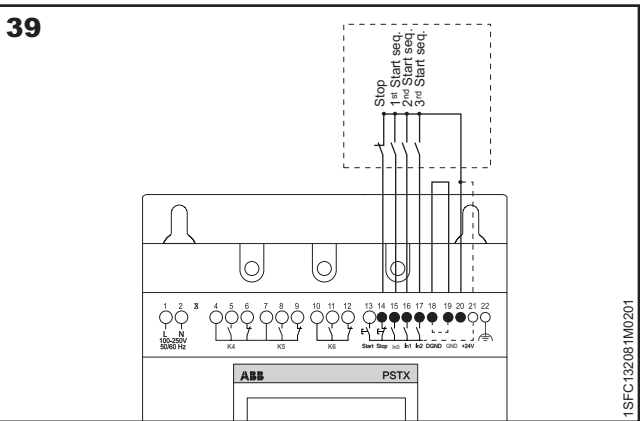 39
Stop
1st Start seq.
2nd Start seq.
3rd Start seq.
1 2 4 5 6 7 8 9 10 11 12 13 14 15 16 17 18 19 20 21 22
L N
100-250V
50/60 Hz
K4 K5 K6
Start Stop In0 In1 In2 DGND GND +24V
ABB PSTX
1SFC132081M0201